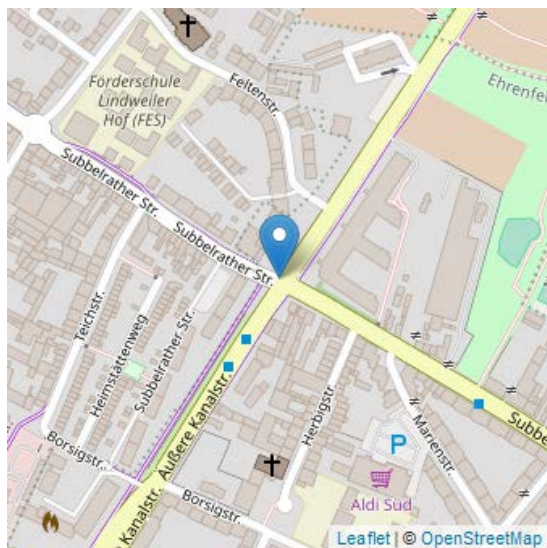 Förderschule
Lindweiler
Hof (FES)
Feltenstr.
Ehrenfe
Subbelrather Str.
Subbelrather Str.
Teichstr.
Heimstättenweg
Subbelrather Str.
Äußere Kanalstr.
Herbigstr.
Marienstr.
Subbe
P
Borsigstr.
Borsigstr.
Aldi Süd
e Kanalstr.
Leaflet | © OpenStreetMap